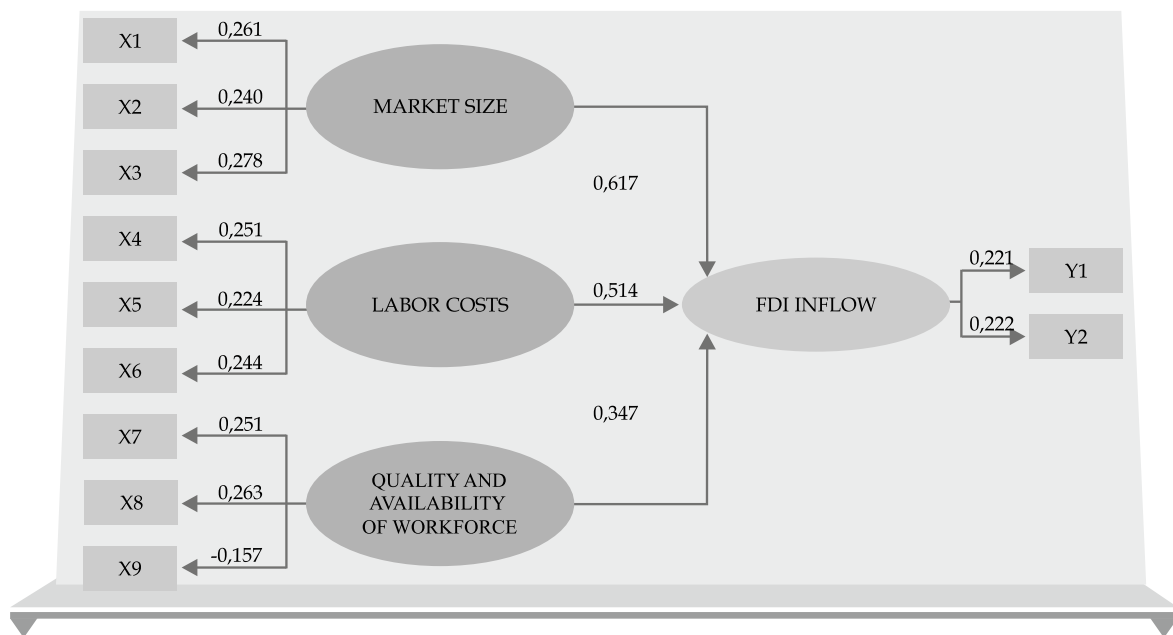 X1
0,261
X2
0,240
X3
0,278
MARKET SIZE
0,617
X4
0,251
X5
0,224
X6
0,244
LABOR COSTS
0,514
FDI INFLOW
0,221
Y1
0,222
Y2
X7
0,251
X8
0,263
X9
-0,157
QUALITY AND
AVAILABILITY
OF WORKFORCE
0,347